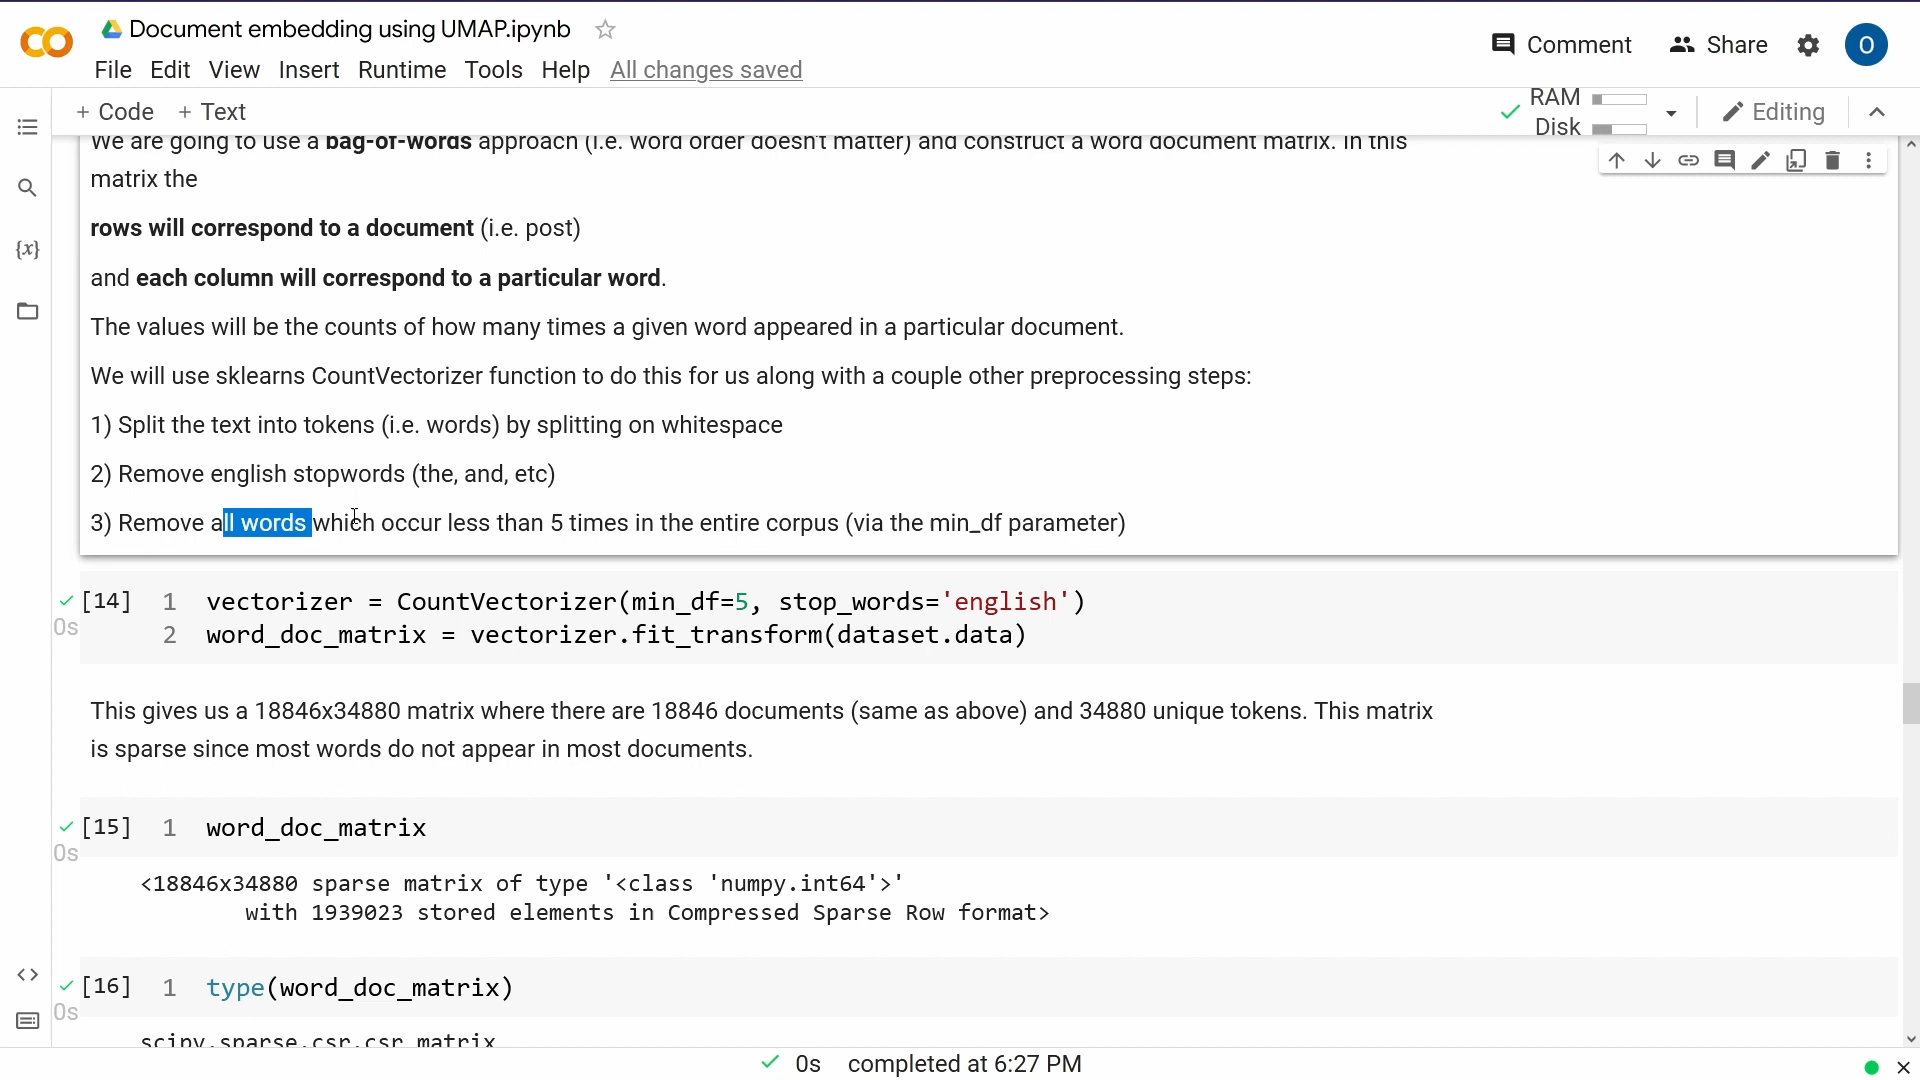 Document embedding using UMAP.ipynb
Comment
Share
O
File Edit View Insert Runtime Tools Help All changes saved
+ Code + Text
RAM
Disk
Editing
We are going to use a bag-of-words approach (i.e. word order doesn't matter) and construct a word document matrix. In this
matrix the
rows will correspond to a document (i.e. post)
and each column will correspond to a particular word.
The values will be the counts of how many times a given word appeared in a particular document.
We will use sklearns CountVectorizer function to do this for us along with a couple other preprocessing steps:
1) Split the text into tokens (i.e. words) by splitting on whitespace
2) Remove english stopwords (the, and, etc)
3) Remove all words which occur less than 5 times in the entire corpus (via the min_df parameter)
[14] 1 vectorizer = CountVectorizer(min_df=5, stop_words='english')
0s 2 word_doc_matrix = vectorizer.fit_transform(dataset.data)
This gives us a 18846x34880 matrix where there are 18846 documents (same as above) and 34880 unique tokens. This matrix
is sparse since most words do not appear in most documents.
[15] 1 word_doc_matrix
0s
<18846x34880 sparse matrix of type '<class 'numpy.int64'>'
with 1939023 stored elements in Compressed Sparse Row format>
[16] 1 type(word_doc_matrix)
0s
scipy.sparse.csr.csr_matrix
0s completed at 6:27 PM